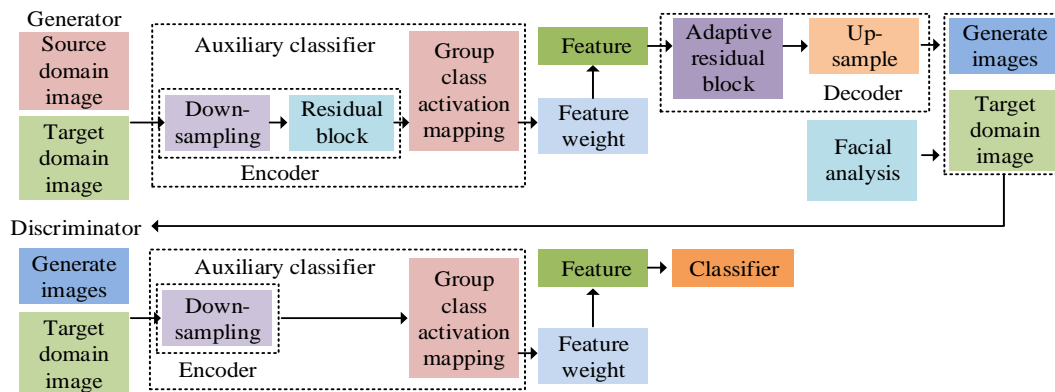 Generator
Source
domain
image
Target
domain
image
Auxiliary classifier
Down-
sampling
Residual
block
Encoder
Group
class
activation
mapping
Feature
Feature
weight
Adaptive
residual
block
Up-
sample
Decoder
Generate
images
Facial
analysis
Target
domain
image
Discriminator
Generate
images
Target
domain
image
Auxiliary classifier
Down-
sampling
Encoder
Group
class
activation
mapping
Feature
Feature
weight
Classifier